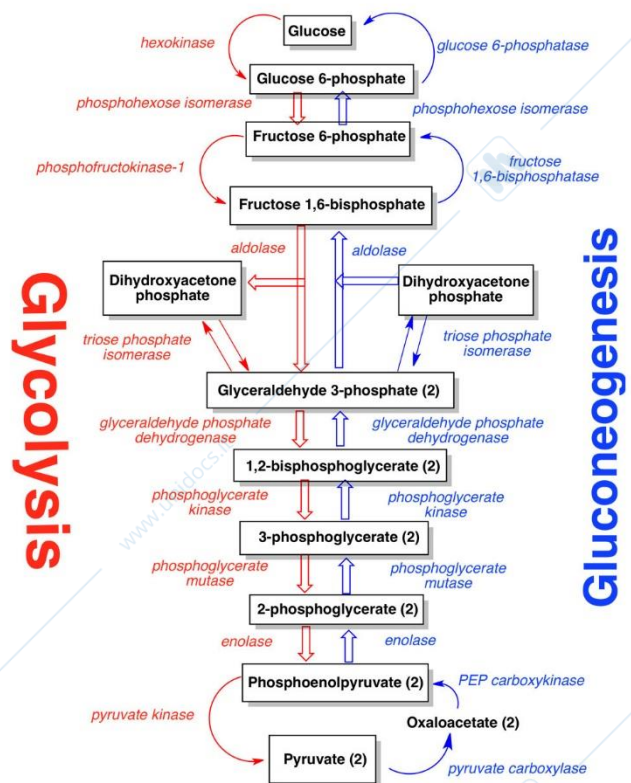 Glucose
hexokinase
glucose 6-phosphatase
Glucose 6-phosphate
phosphohexose isomerase
phosphohexose isomerase
Fructose 6-phosphate
phosphofructokinase-1
fructose
1,6-bisphosphatase
Fructose 1,6-bisphosphate
aldolase
aldolase
Dihydroxyacetone
phosphate
Dihydroxyacetone
phosphate
triose phosphate
isomerase
triose phosphate
isomerase
Glyceraldehyde 3-phosphate (2)
glyceraldehyde phosphate
dehydrogenase
glyceraldehyde phosphate
dehydrogenase
1,2-bisphosphoglycerate (2)
phosphoglycerate
kinase
phosphoglycerate
kinase
3-phosphoglycerate (2)
phosphoglycerate
mutase
phosphoglycerate
mutase
2-phosphoglycerate (2)
enolase
enolase
Phosphoenolpyruvate (2)
PEP carboxykinase
pyruvate kinase
Oxaloacetate (2)
Pyruvate (2)
pyruvate carboxylase
Glycolysis
Gluconeogenesis